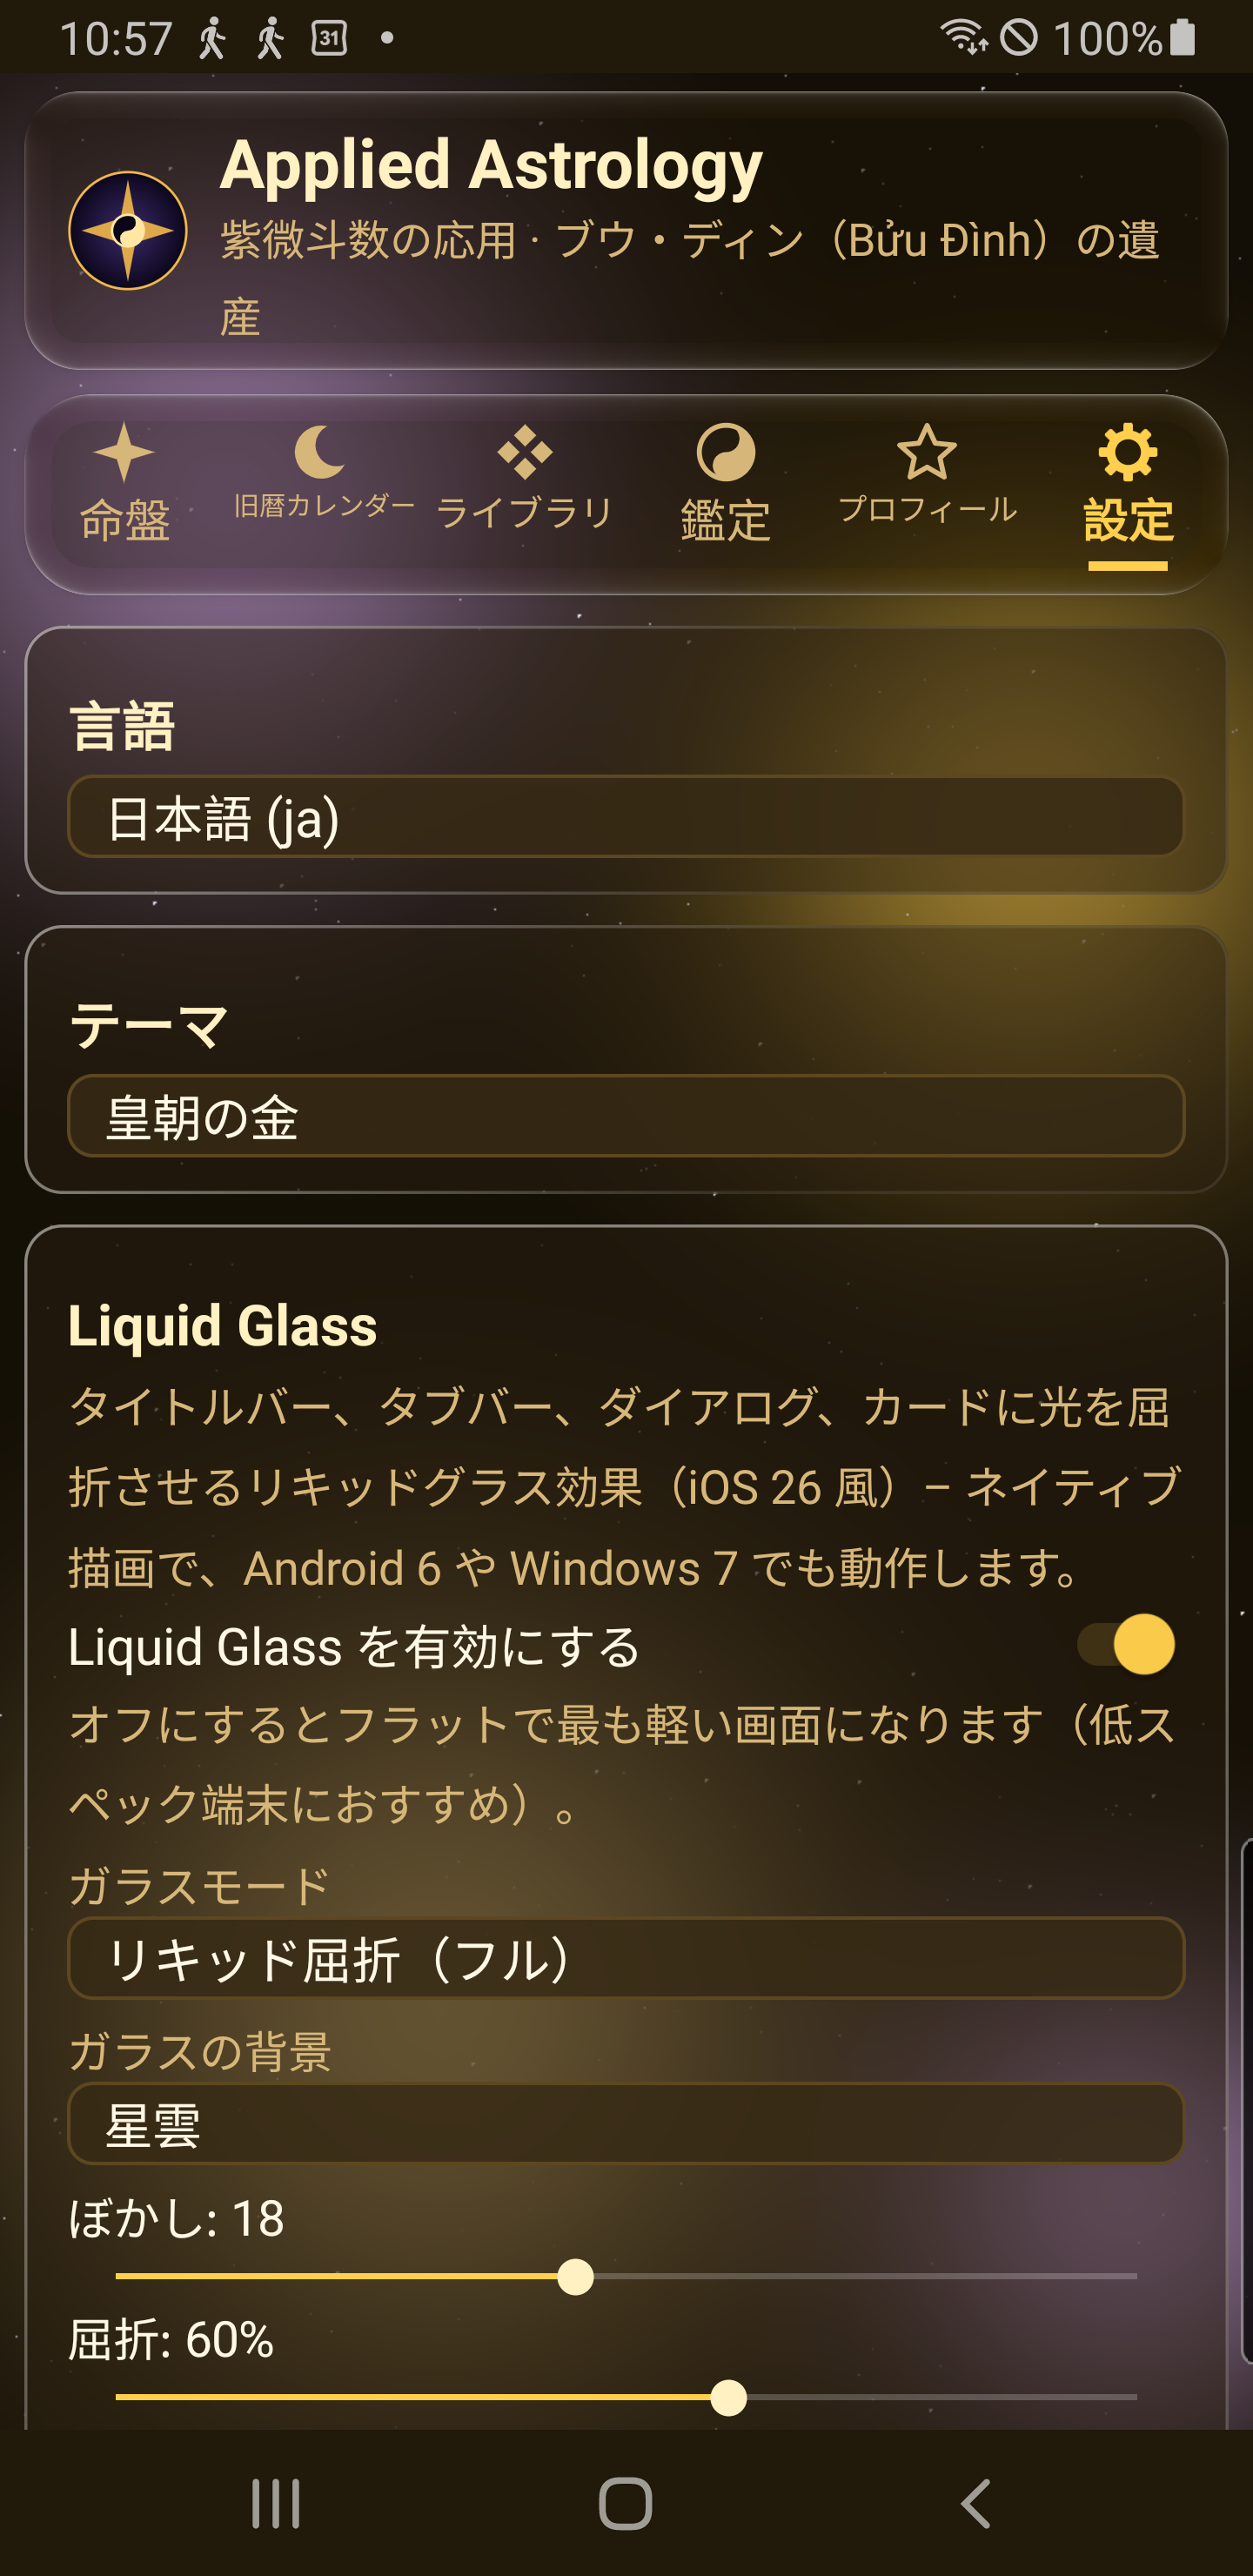 10:57
31
100%
Applied Astrology
紫微斗数の応用 · ブウ・ディン（Bửu Đình）の遺
産
命盤
旧暦カレンダー
ライブラリ
鑑定
プロフィール
設定
言語
日本語 (ja)
テーマ
皇朝の金
Liquid Glass
タイトルバー、タブバー、ダイアログ、カードに光を屈
折させるリキッドグラス効果（iOS 26 風）– ネイティブ
描画で、Android 6 や Windows 7 でも動作します。
Liquid Glass を有効にする
オフにするとフラットで最も軽い画面になります（低ス
ペック端末におすすめ）。
ガラスモード
リキッド屈折（フル）
ガラスの背景
星雲
ぼかし: 18
屈折: 60%